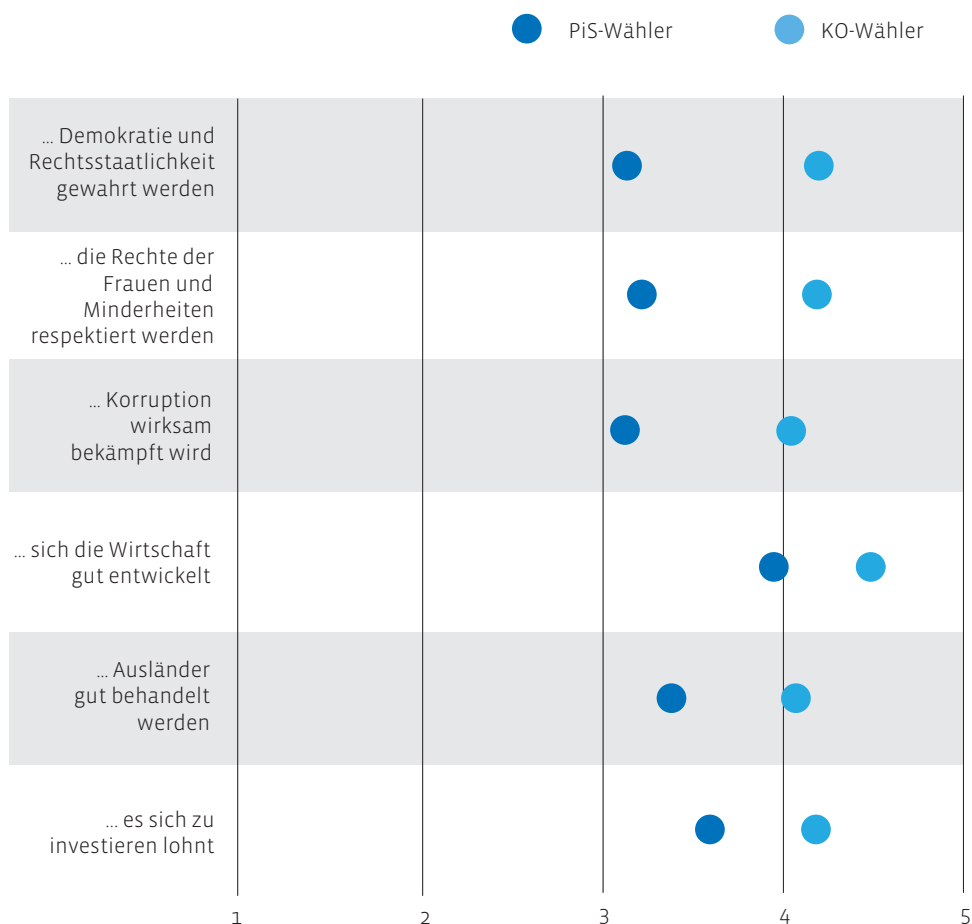 PiS-Wähler
KO-Wähler
... Demokratie und
Rechtsstaatlichkeit
gewahrt werden
... die Rechte der
Frauen und
Minderheiten
respektiert werden
... Korruption
wirksam
bekämpft wird
... sich die Wirtschaft
gut entwickelt
... Ausländer
gut behandelt
werden
... es sich zu
investieren lohnt
1 2 3 4 5